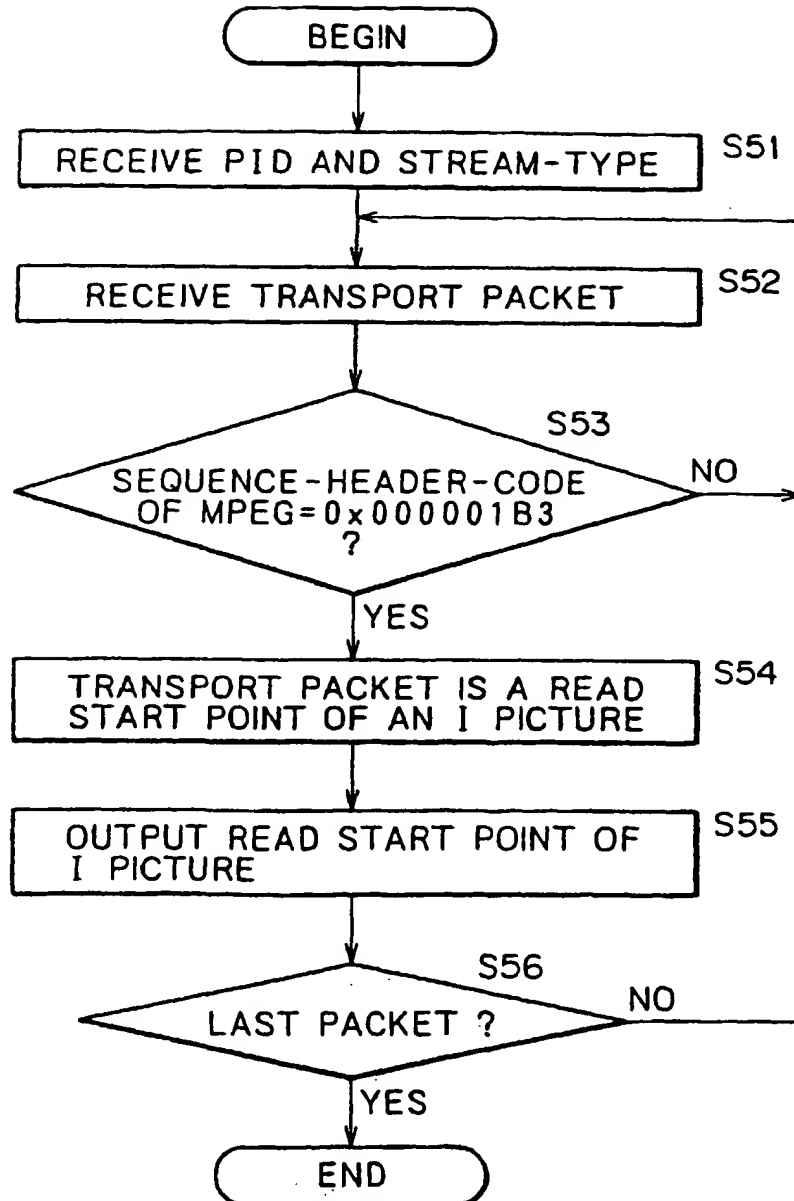 BEGIN
RECEIVE PID AND STREAM-TYPE
S51
RECEIVE TRANSPORT PACKET
S52
S53
SEQUENCE-HEADER-CODE
OF MPEG=0x000001B3
?
NO
YES
TRANSPORT PACKET IS A READ
START POINT OF AN I PICTURE
S54
OUTPUT READ START POINT OF
I PICTURE
S55
S56
LAST PACKET ?
NO
YES
END